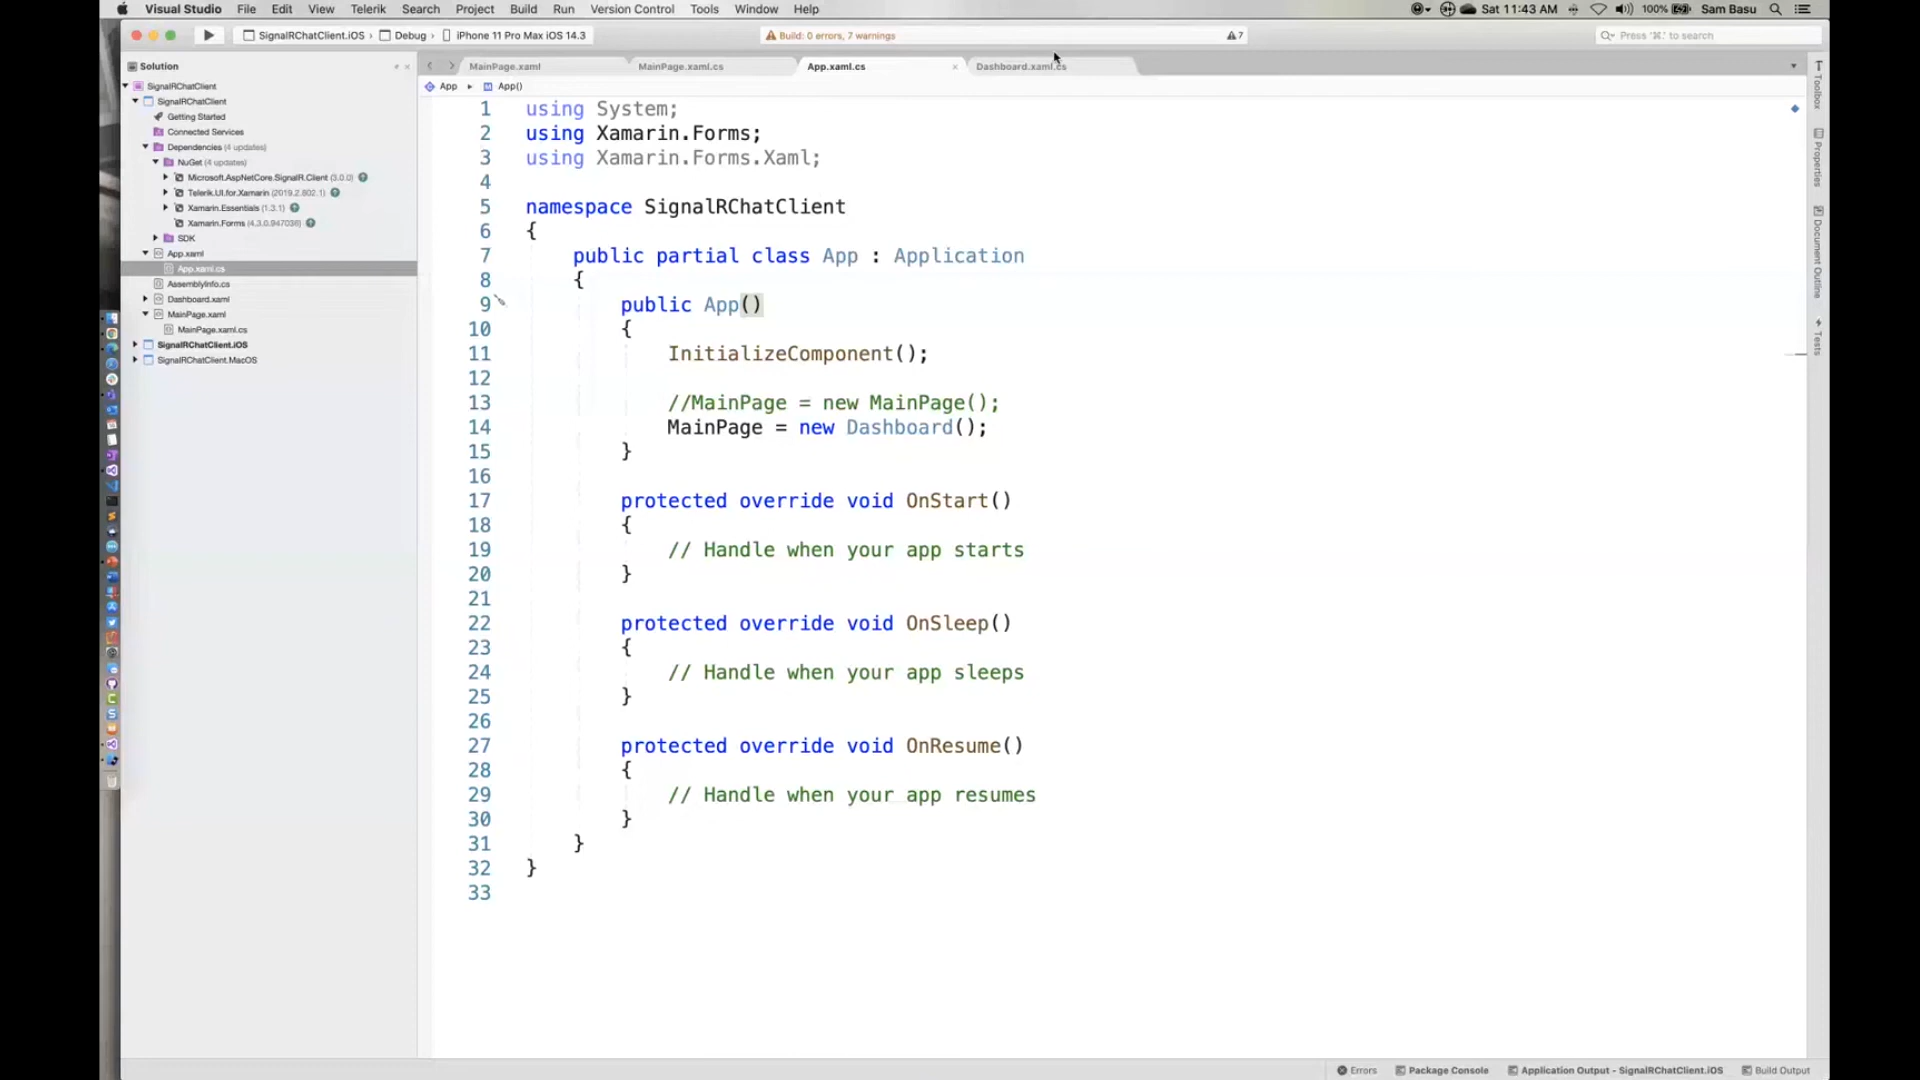 Visual Studio File Edit View Telerik Search Project Build Run Version Control Tools Window Help
100% Sat 11:43 AM Sam Basu
SignalRChatClient.iOS › Debug › iPhone 11 Pro Max iOS 14.3
Build: 0 errors, 7 warnings
7
Press '⌘.' to search
Solution
MainPage.xaml
MainPage.xaml.cs
App.xaml.cs
Dashboard.xaml.cs
App
App()
SignalRChatClient
SignalRChatClient
Getting Started
Connected Services
Dependencies (4 updates)
NuGet (4 updates)
Microsoft.AspNetCore.SignalR.Client (3.0.0)
Telerik.UI.for.Xamarin (2019.2.802.1)
Xamarin.Essentials (1.3.1)
Xamarin.Forms (4.3.0.947036)
SDK
App.xaml
App.xaml.cs
AssemblyInfo.cs
Dashboard.xaml
MainPage.xaml
MainPage.xaml.cs
SignalRChatClient.iOS
SignalRChatClient.MacOS
1 using System;
2 using Xamarin.Forms;
3 using Xamarin.Forms.Xaml;
4
5 namespace SignalRChatClient
6 {
7 public partial class App : Application
8 {
9 public App()
10 {
11 InitializeComponent();
12
13 //MainPage = new MainPage();
14 MainPage = new Dashboard();
15 }
16
17 protected override void OnStart()
18 {
19 // Handle when your app starts
20 }
21
22 protected override void OnSleep()
23 {
24 // Handle when your app sleeps
25 }
26
27 protected override void OnResume()
28 {
29 // Handle when your app resumes
30 }
31 }
32 }
33
Toolbox
Properties
Document Outline
Tests
Errors
Package Console
Application Output - SignalRChatClient.iOS
Build Output